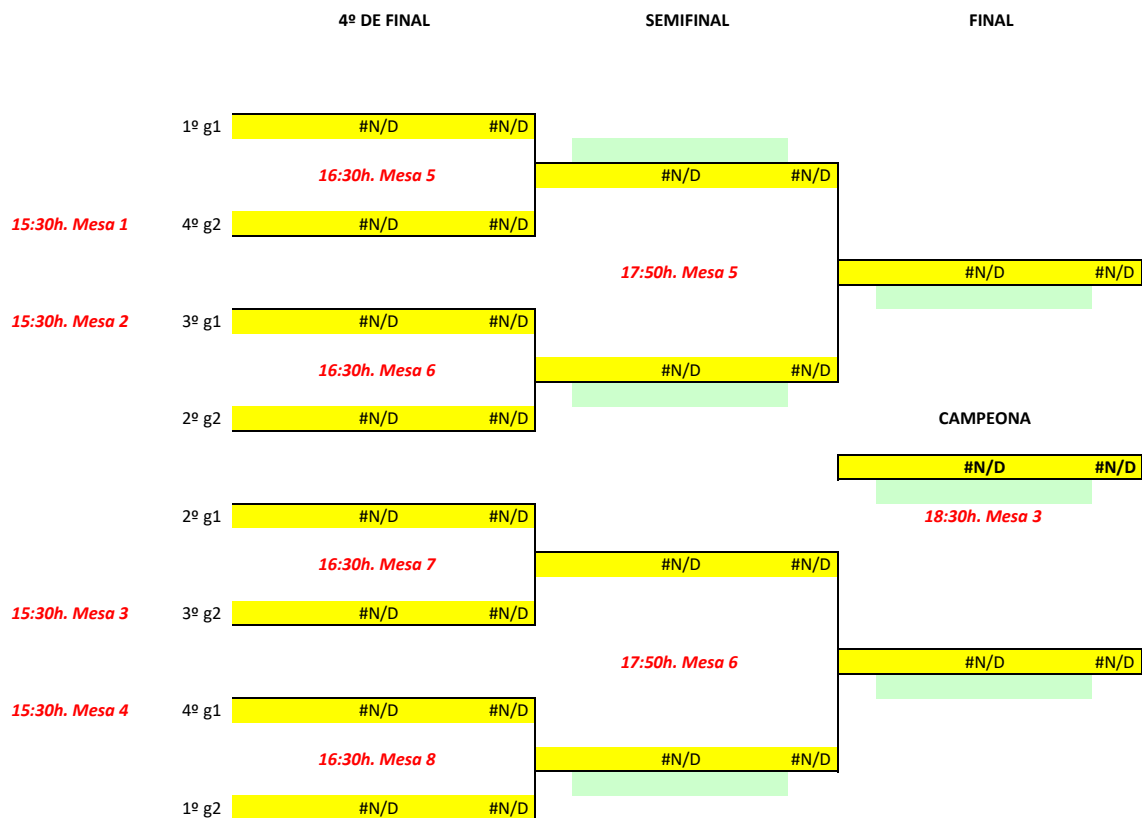 4º DE FINAL SEMIFINAL FINAL
1º g1 #N/D #N/D
16:30h. Mesa 5 #N/D #N/D
15:30h. Mesa 1 4º g2 #N/D #N/D
17:50h. Mesa 5 #N/D #N/D
15:30h. Mesa 2 3º g1 #N/D #N/D
16:30h. Mesa 6 #N/D #N/D
2º g2 #N/D #N/D CAMPEONA
#N/D #N/D
2º g1 #N/D #N/D 18:30h. Mesa 3
16:30h. Mesa 7 #N/D #N/D
15:30h. Mesa 3 3º g2 #N/D #N/D
17:50h. Mesa 6 #N/D #N/D
15:30h. Mesa 4 4º g1 #N/D #N/D
16:30h. Mesa 8 #N/D #N/D
1º g2 #N/D #N/D